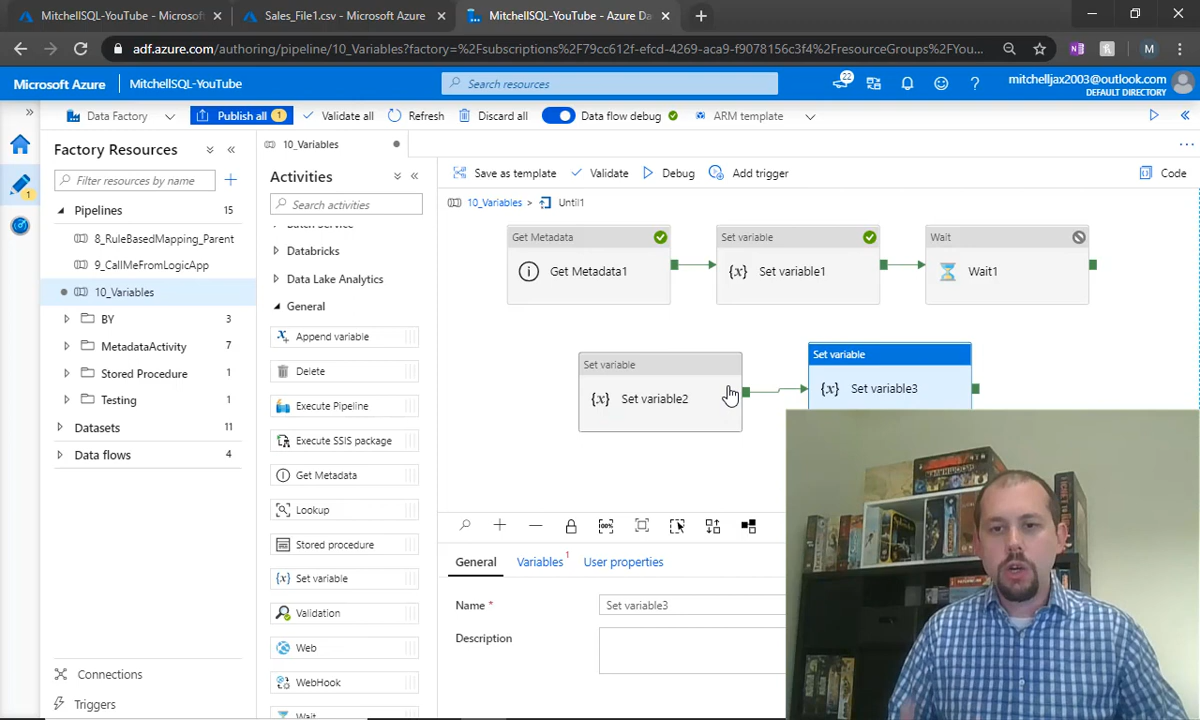 MitchellSQL-YouTube - Microsof
Sales_File1.csv - Microsoft Azure
MitchellSQL-YouTube - Azure Da
adf.azure.com/authoring/pipeline/10_Variables?factory=%2Fsubscriptions%2F79cc612f-efcd-4269-aca9-f9078156c3f4%2FresourceGroups%2FYou...
M
Microsoft Azure
MitchellSQL-YouTube
Search resources
22
mitchelljax2003@outlook.com
DEFAULT DIRECTORY
Data Factory
Publish all 1
Validate all
Refresh
Discard all
Data flow debug
ARM template
Factory Resources
10_Variables
Filter resources by name
Activities
Search activities
Save as template
Validate
Debug
Add trigger
Code
10_Variables > Until1
1
Pipelines 15
8_RuleBasedMapping_Parent
9_CallMeFromLogicApp
10_Variables
BY 3
MetadataActivity 7
Stored Procedure 1
Testing 4
Datasets 11
Data flows 4
Connections
Triggers
Batch Service
Databricks
Data Lake Analytics
General
Append variable
Delete
Execute Pipeline
Execute SSIS package
Get Metadata
Lookup
Stored procedure
Set variable
Validation
Web
WebHook
Wait
Get Metadata
Get Metadata1
Set variable
Set variable1
Wait
Wait1
Set variable
Set variable2
Set variable
Set variable3
General
Variables 1
User properties
Name *
Set variable3
Description